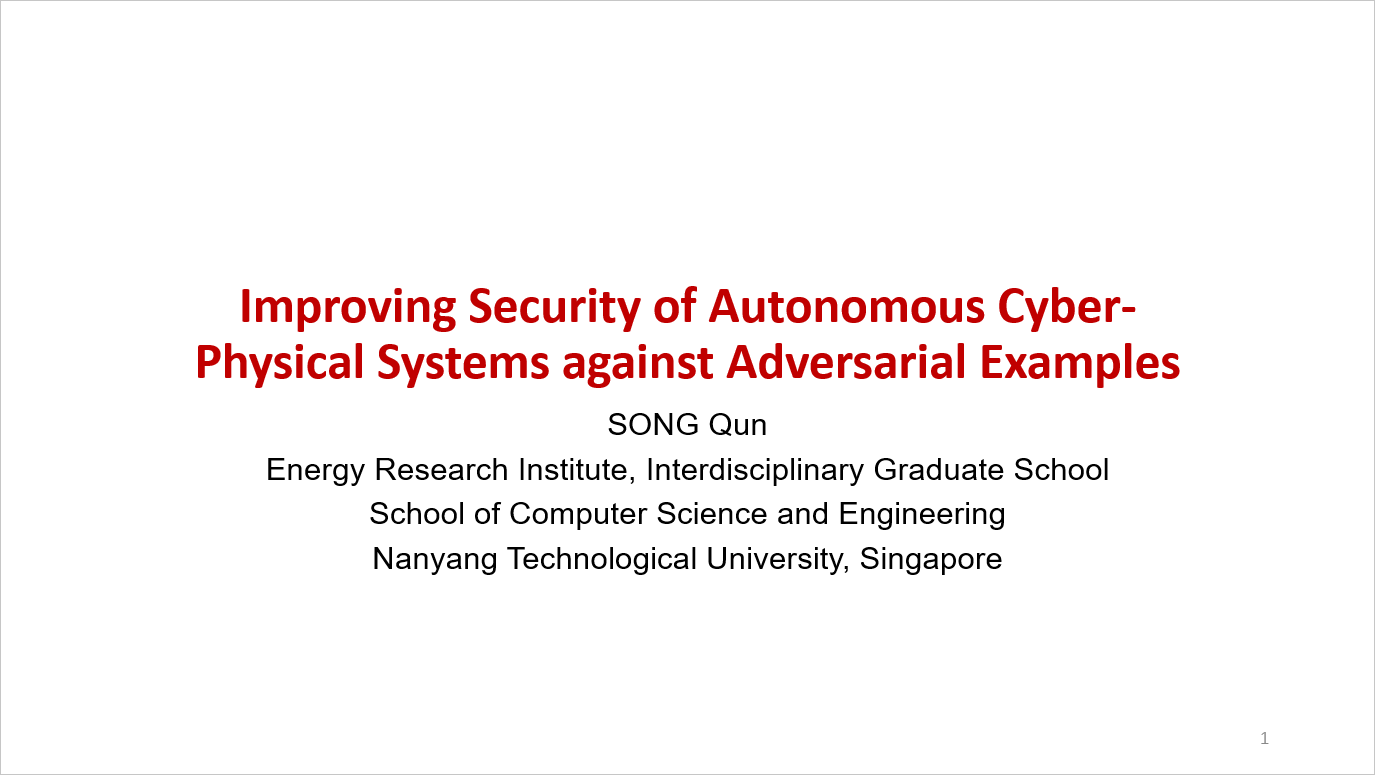 Improving Security of Autonomous Cyber-
Physical Systems against Adversarial Examples
SONG Qun
Energy Research Institute, Interdisciplinary Graduate School
School of Computer Science and Engineering
Nanyang Technological University, Singapore
1